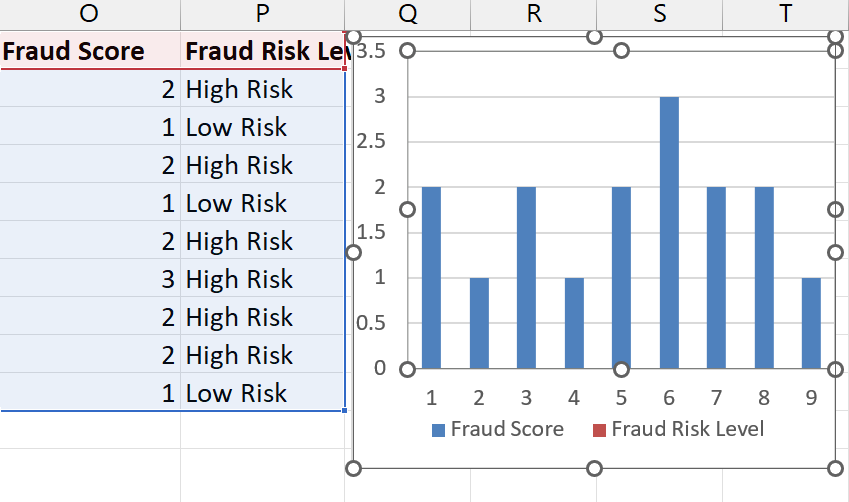 O P Q R S T
Fraud Score Fraud Risk Le
2 High Risk
1 Low Risk
2 High Risk
1 Low Risk
2 High Risk
3 High Risk
2 High Risk
2 High Risk
1 Low Risk
3.5
3
2.5
2
1.5
1
0.5
0
1 2 3 4 5 6 7 8 9
Fraud Score Fraud Risk Level